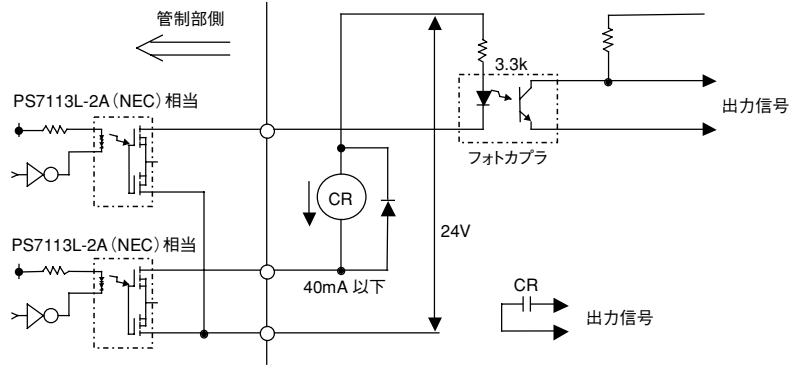 管制部側
PS7113L-2A(NEC)相当
3.3k
出力信号
フォトカプラ
CR
24V
PS7113L-2A(NEC)相当
40mA 以下
CR
出力信号